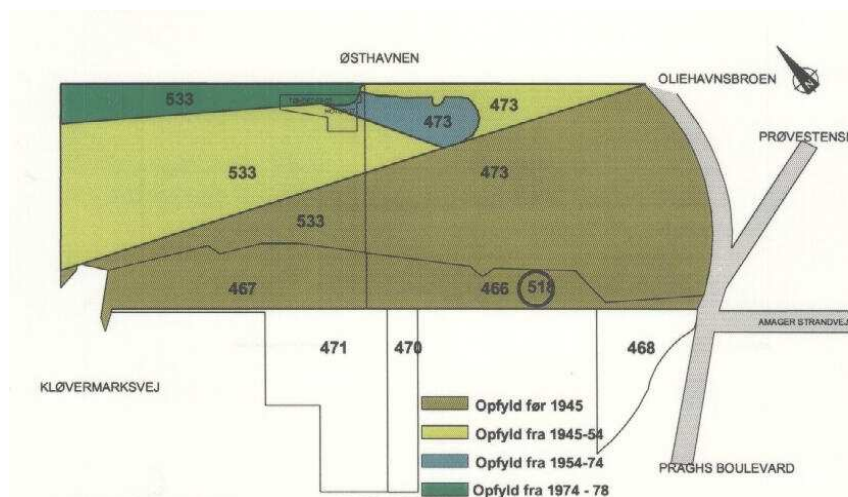 ØSTHAVNEN
OLIEHAVNSBROEN
PRØVESTENSB
533
473
473
533
473
533
467
466
518
471
470
468
AMAGER STRANDVEJ
KLØVERMARKSVEJ
Opfyld før 1945
Opfyld fra 1945-54
Opfyld fra 1954-74
Opfyld fra 1974 - 78
PRAGHS BOULEVARD